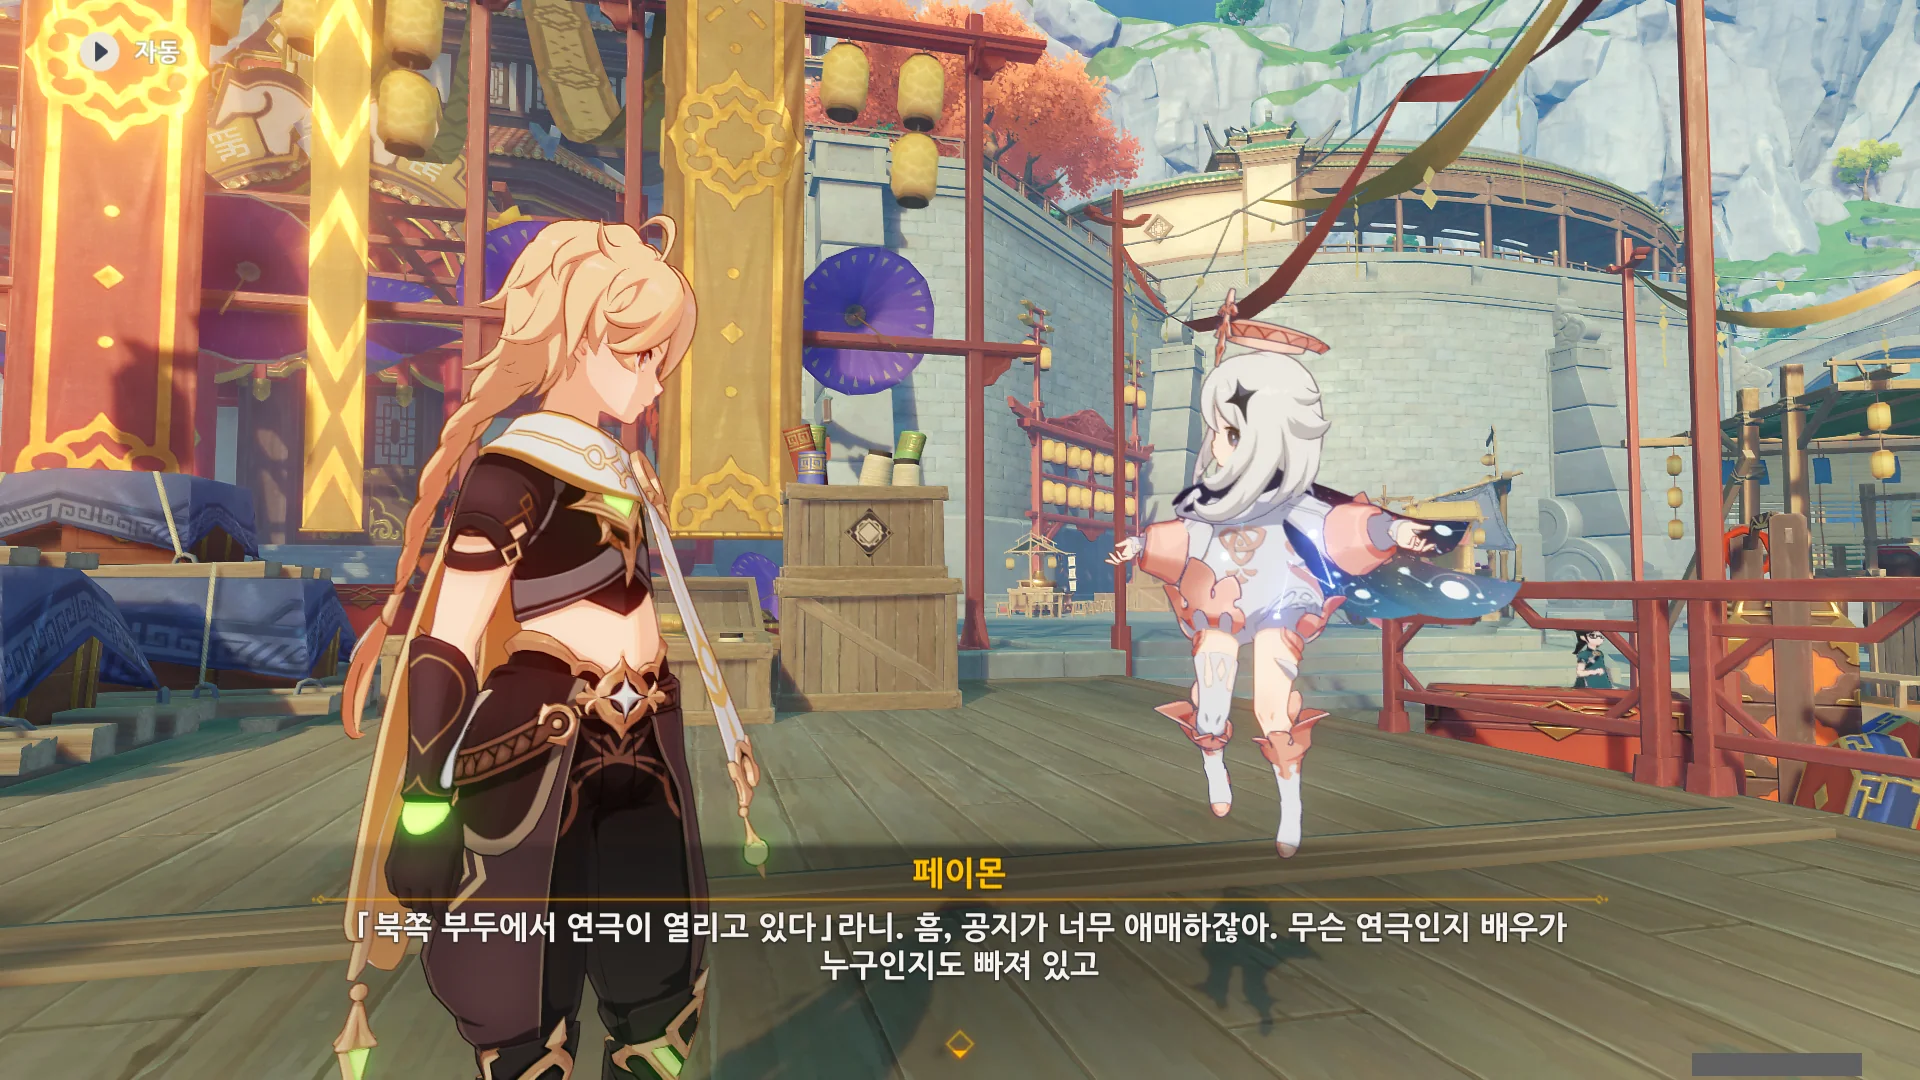 자동
페이몬
「북쪽 부두에서 연극이 열리고 있다」라니. 흠, 공지가 너무 애매하잖아. 무슨 연극인지 배우가
누구인지도 빠져 있고